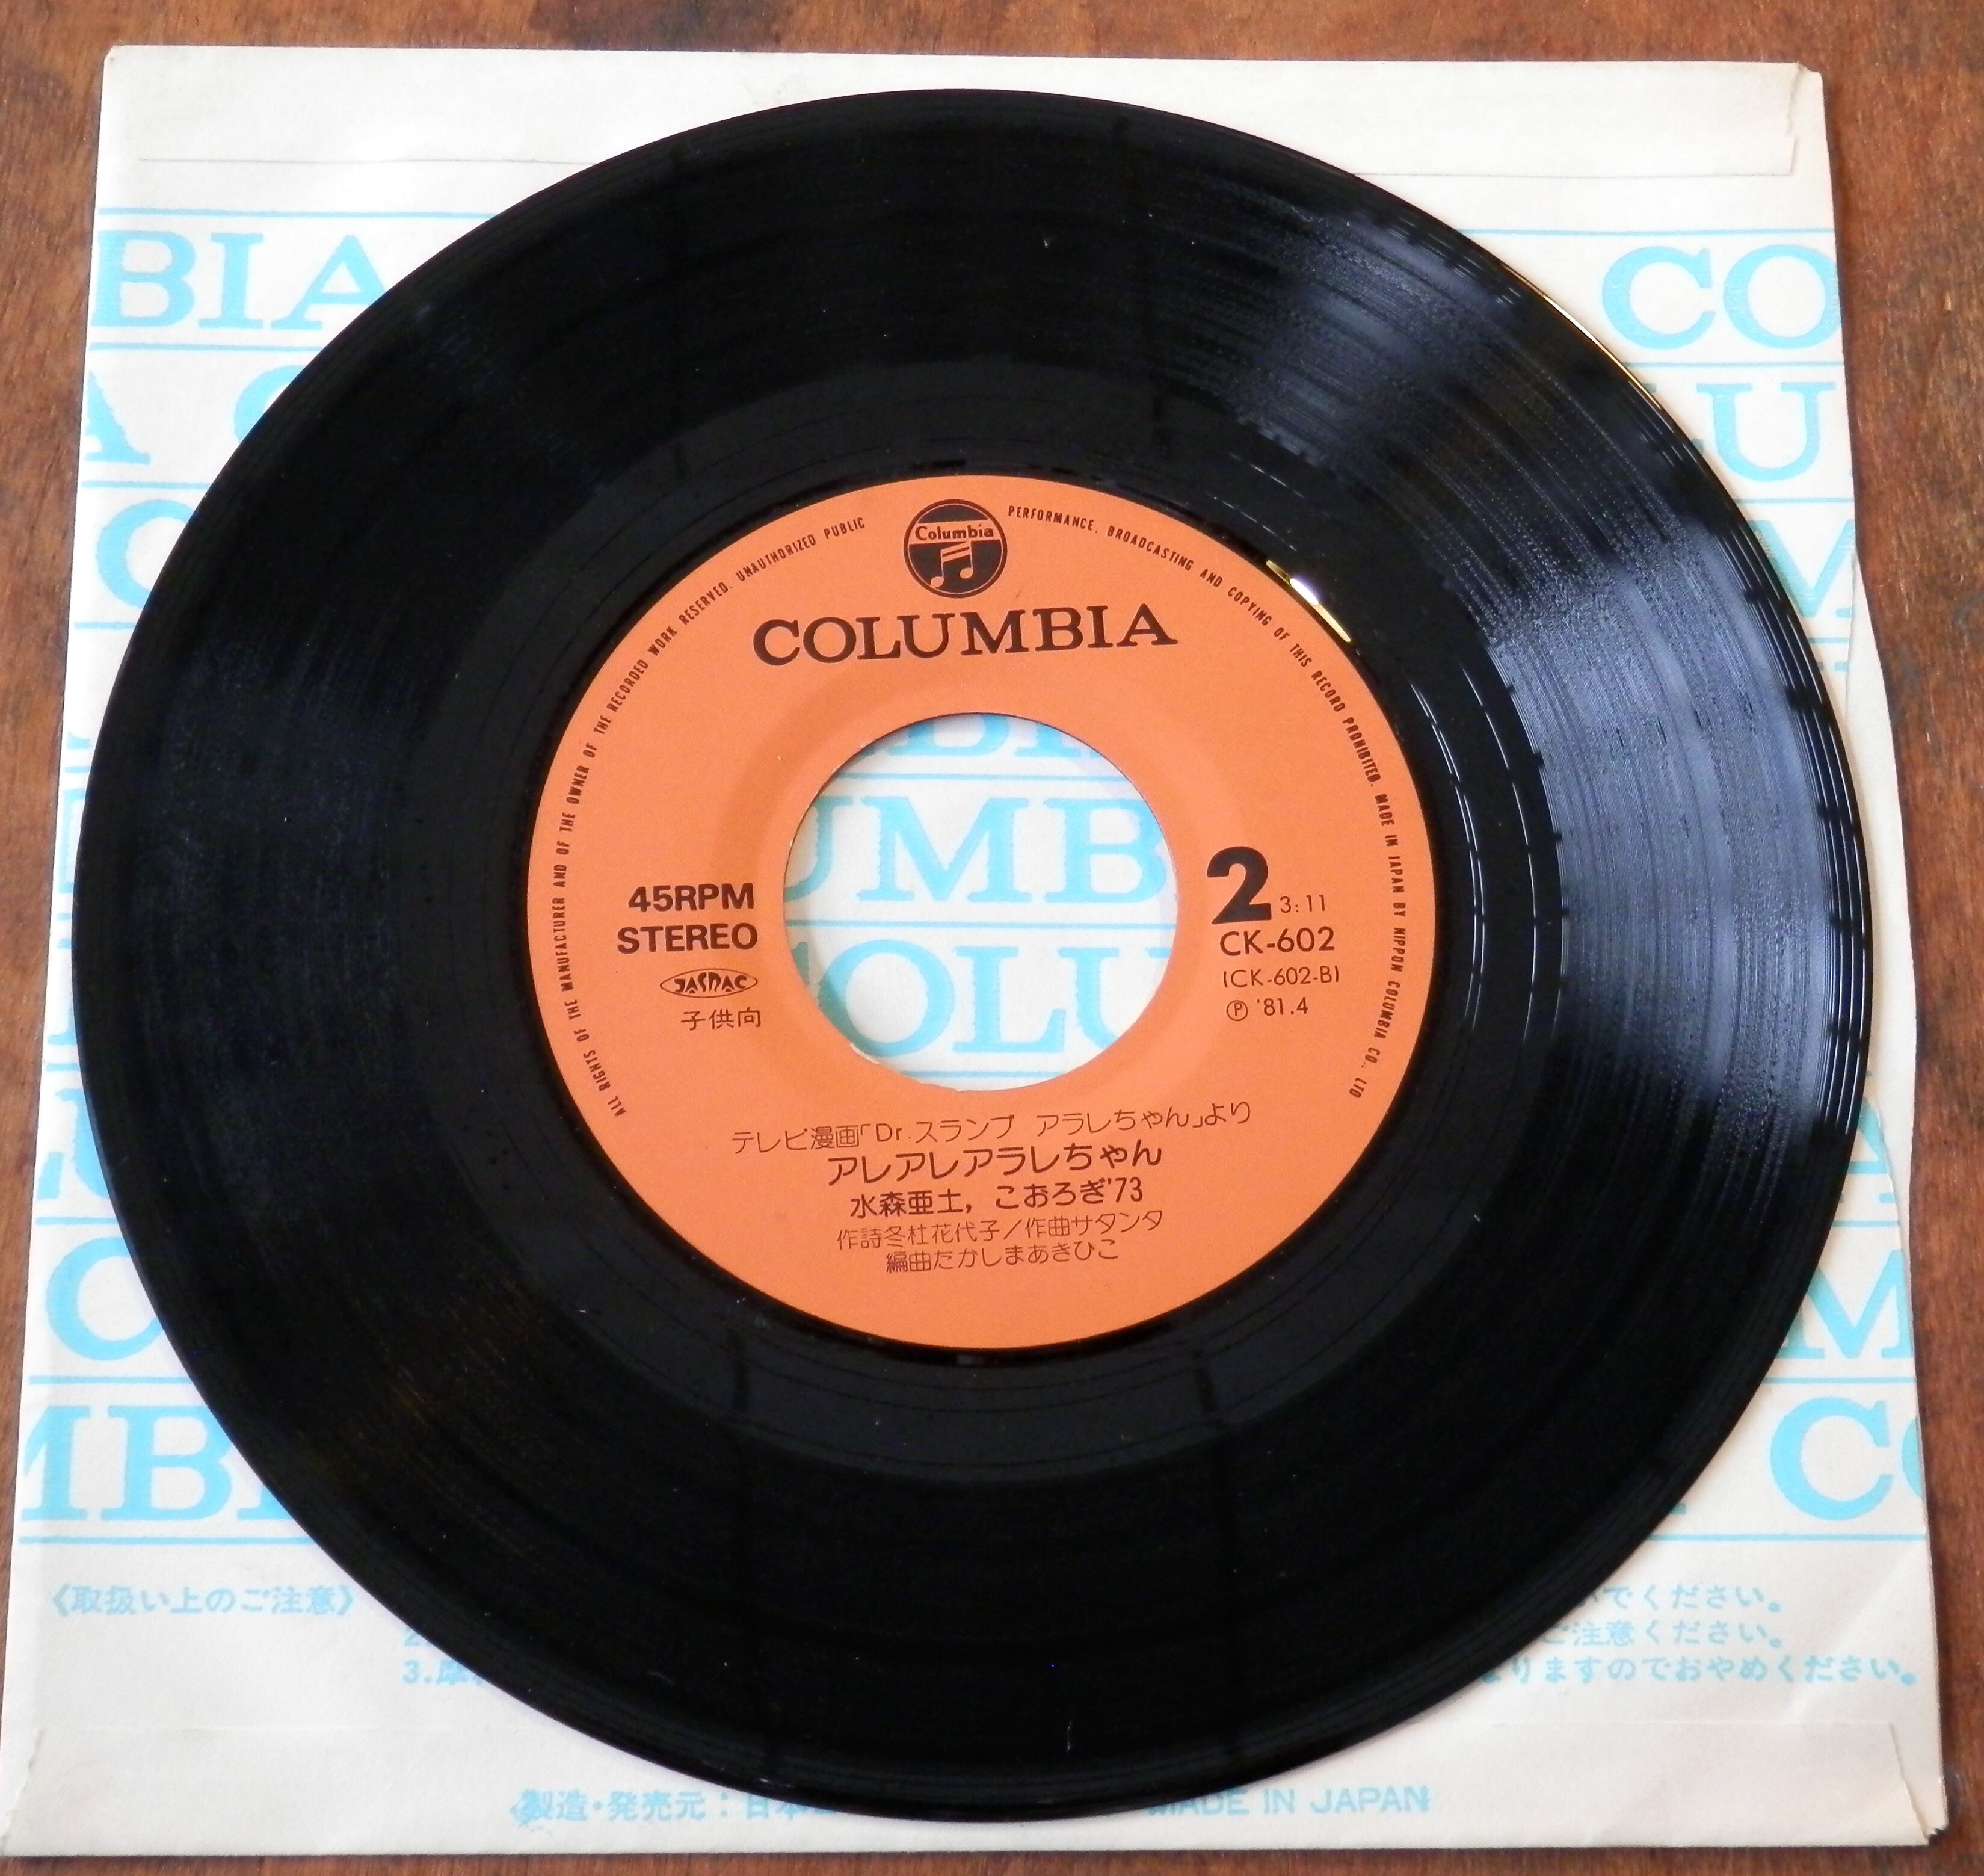 BIA
CO
A
C
LU
ALL RIGHTS OF THE MANUFACTURER AND OF THE OWNER OF THE RECORDED WORK RESERVED. UNAUTHORIZED PUBLIC PERFORMANCE. BROADCASTING AND COPYING OF THIS RECORD PROHIBITED. MADE IN JAPAN BY NIPPON COLUMBIA CO., LTD
Columbia
COLUMBIA
UMB
OLU
45RPM
STEREO
JASRAC
子供向
2 3:11
CK-602
(CK-602-B)
Ⓟ '81.4
テレビ漫画「Dr.スランプ アラレちゃん」より
アレアレアラレちゃん
水森亜土, こおろぎ'73
作詩冬杜花代子/作曲サタンタ
編曲たかしまあきひこ
O
M
MB
CO
《取扱い上のご注意》
でください。
2.
ご注意ください。
3.
りますのでおやめください。
製造・発売元:日本
MADE IN JAPAN